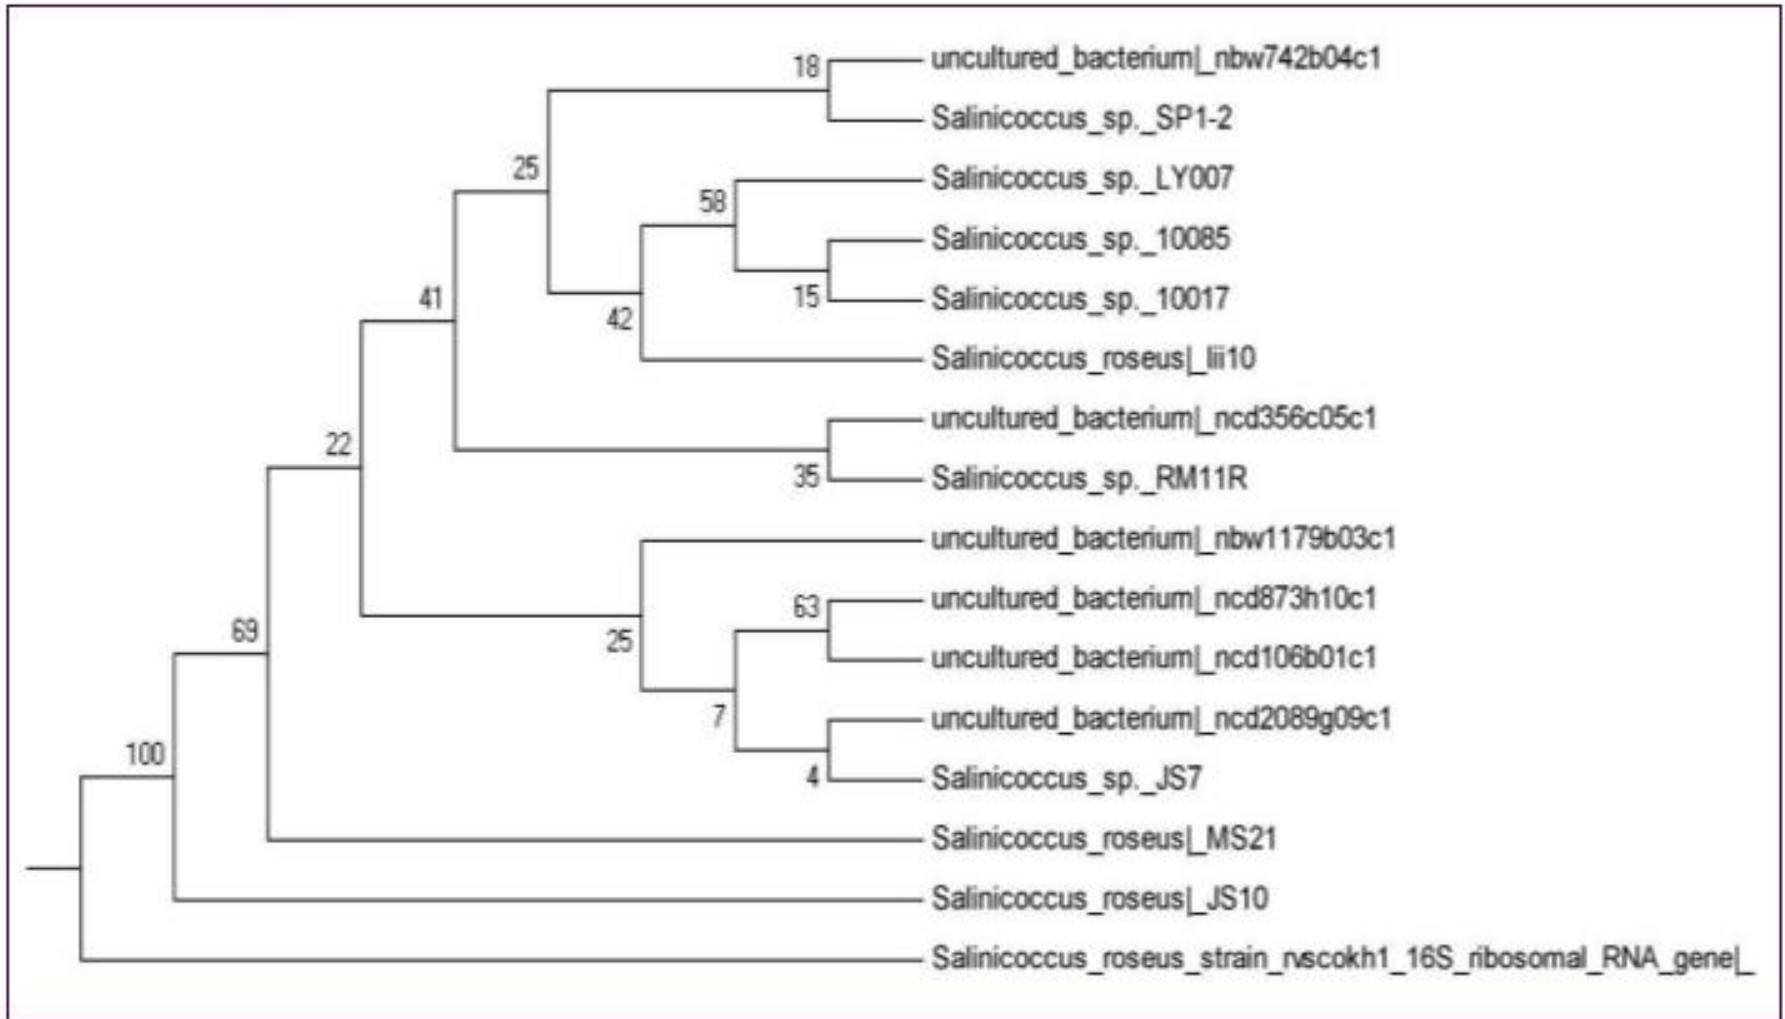 18
uncultured_bacterium|_nbw742b04c1
Salinicoccus_sp._SP1-2
25
Salinicoccus_sp._LY007
58
Salinicoccus_sp._10085
15
Salinicoccus_sp._10017
41
42
Salinicoccus_roseus|_lii10
uncultured_bacterium|_ncd356c05c1
22
35
Salinicoccus_sp._RM11R
uncultured_bacterium|_nbw1179b03c1
63
uncultured_bacterium|_ncd873h10c1
69
25
uncultured_bacterium|_ncd106b01c1
7
uncultured_bacterium|_ncd2089g09c1
100
4
Salinicoccus_sp._JS7
Salinicoccus_roseus|_MS21
Salinicoccus_roseus|_JS10
Salinicoccus_roseus_strain_rvscokh1_16S_ribosomal_RNA_gene|_